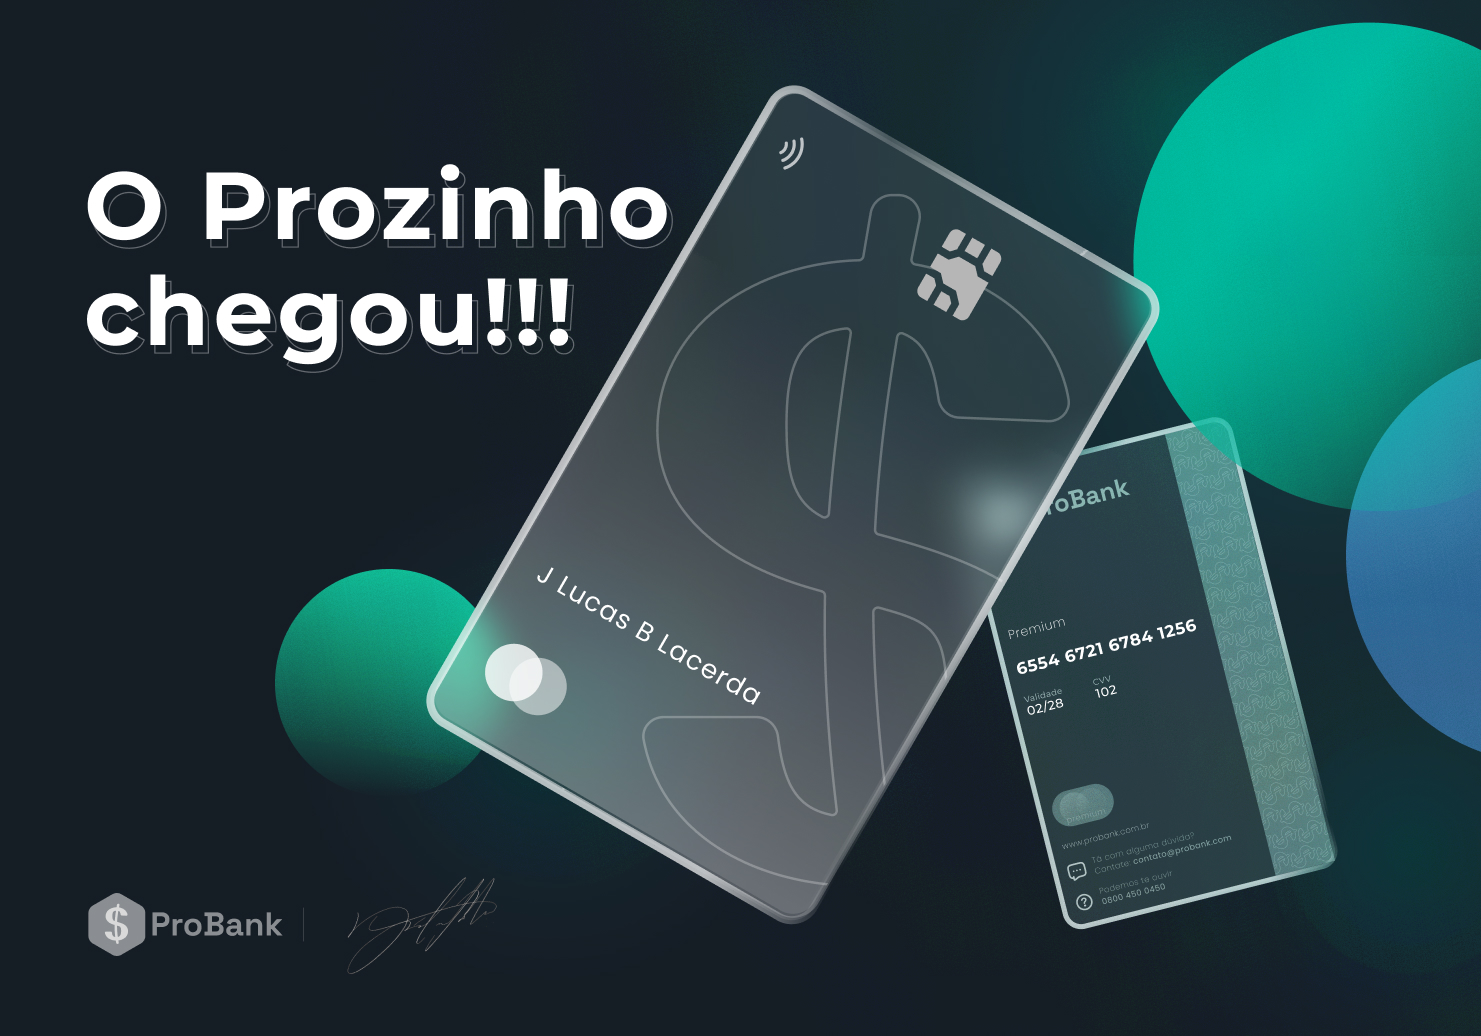 O Prozinho
chegou!!!
J Lucas B Lacerda
roBank
Premium
6554 6721 6784 1256
Validade
02/28
CVV
102
premium
www.probank.com.br
Tá com alguma dúvida?
Contate: contato@probank.com
Podemos te ouvir
0800 450 0450
$ ProBank